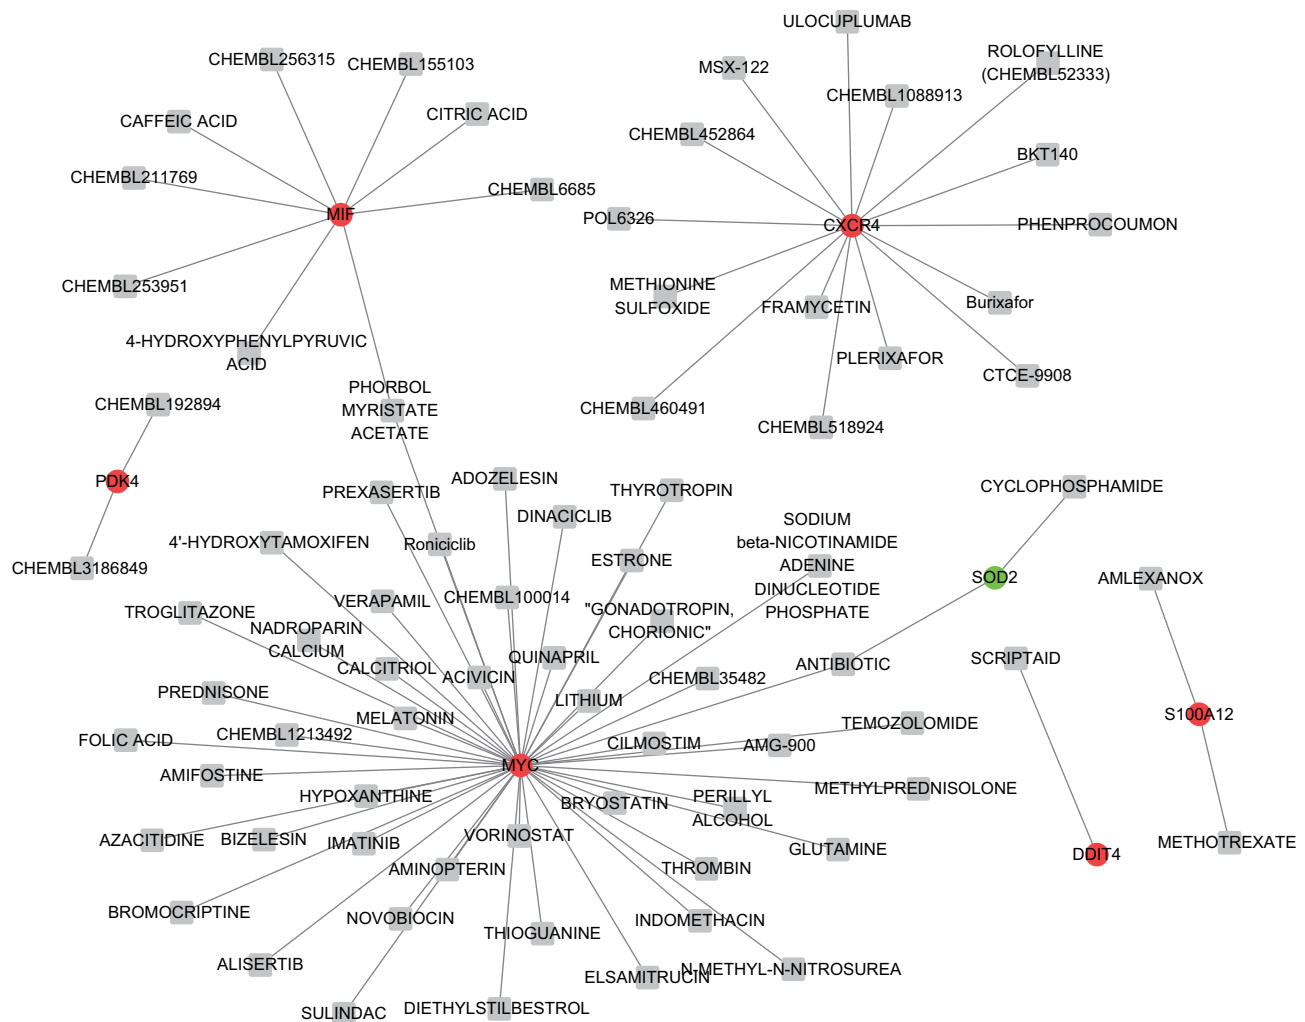 ULOCUPLUMAB
CHEMBL256315
CHEMBL155103
MSX-122
ROLOFYLLINE
(CHEMBL52333)
CHEMBL1088913
CAFFEIC ACID
CITRIC ACID
CHEMBL452864
BKT140
CHEMBL211769
CHEMBL6685
MIF
POL6326
CXCR4
PHENPROCOUMON
CHEMBL253951
METHIONINE
SULFOXIDE
FRAMYCETIN
Burixafor
4-HYDROXYPHENYLPYRUVIC
ACID
PLERIXAFOR
CTCE-9908
CHEMBL192894
PHORBOL
MYRISTATE
ACETATE
CHEMBL460491
CHEMBL518924
PDK4
PREXASERTIB
ADOZELESIN
THYROTROPIN
CYCLOPHOSPHAMIDE
DINACICLIB
4'-HYDROXYTAMOXIFEN
Roniciclib
ESTRONE
SODIUM
beta-NICOTINAMIDE
ADENINE
DINUCLEOTIDE
PHOSPHATE
CHEMBL3186849
SOD2
AMLEXANOX
TROGLITAZONE
VERAPAMIL
CHEMBL100014
"GONADOTROPIN,
CHORIONIC"
NADROPARIN
CALCIUM
CALCITRIOL
ACIVICIN
QUINAPRIL
CHEMBL35482
ANTIBIOTIC
SCRIPTAID
PREDNISONE
LITHIUM
MELATONIN
S100A12
FOLIC ACID
CHEMBL1213492
CILMOSTIM
AMG-900
TEMOZOLOMIDE
AMIFOSTINE
MYC
HYPOXANTHINE
BRYOSTATIN
PERILLYL
ALCOHOL
METHYLPREDNISOLONE
AZACITIDINE
BIZELESIN
IMATINIB
VORINOSTAT
GLUTAMINE
DDIT4
METHOTREXATE
AMINOPTERIN
THROMBIN
BROMOCRIPTINE
NOVOBIOCIN
THIOGUANINE
INDOMETHACIN
ALISERTIB
ELSAMITRUCIN
N-METHYL-N-NITROSUREA
SULINDAC
DIETHYLSTILBESTROL